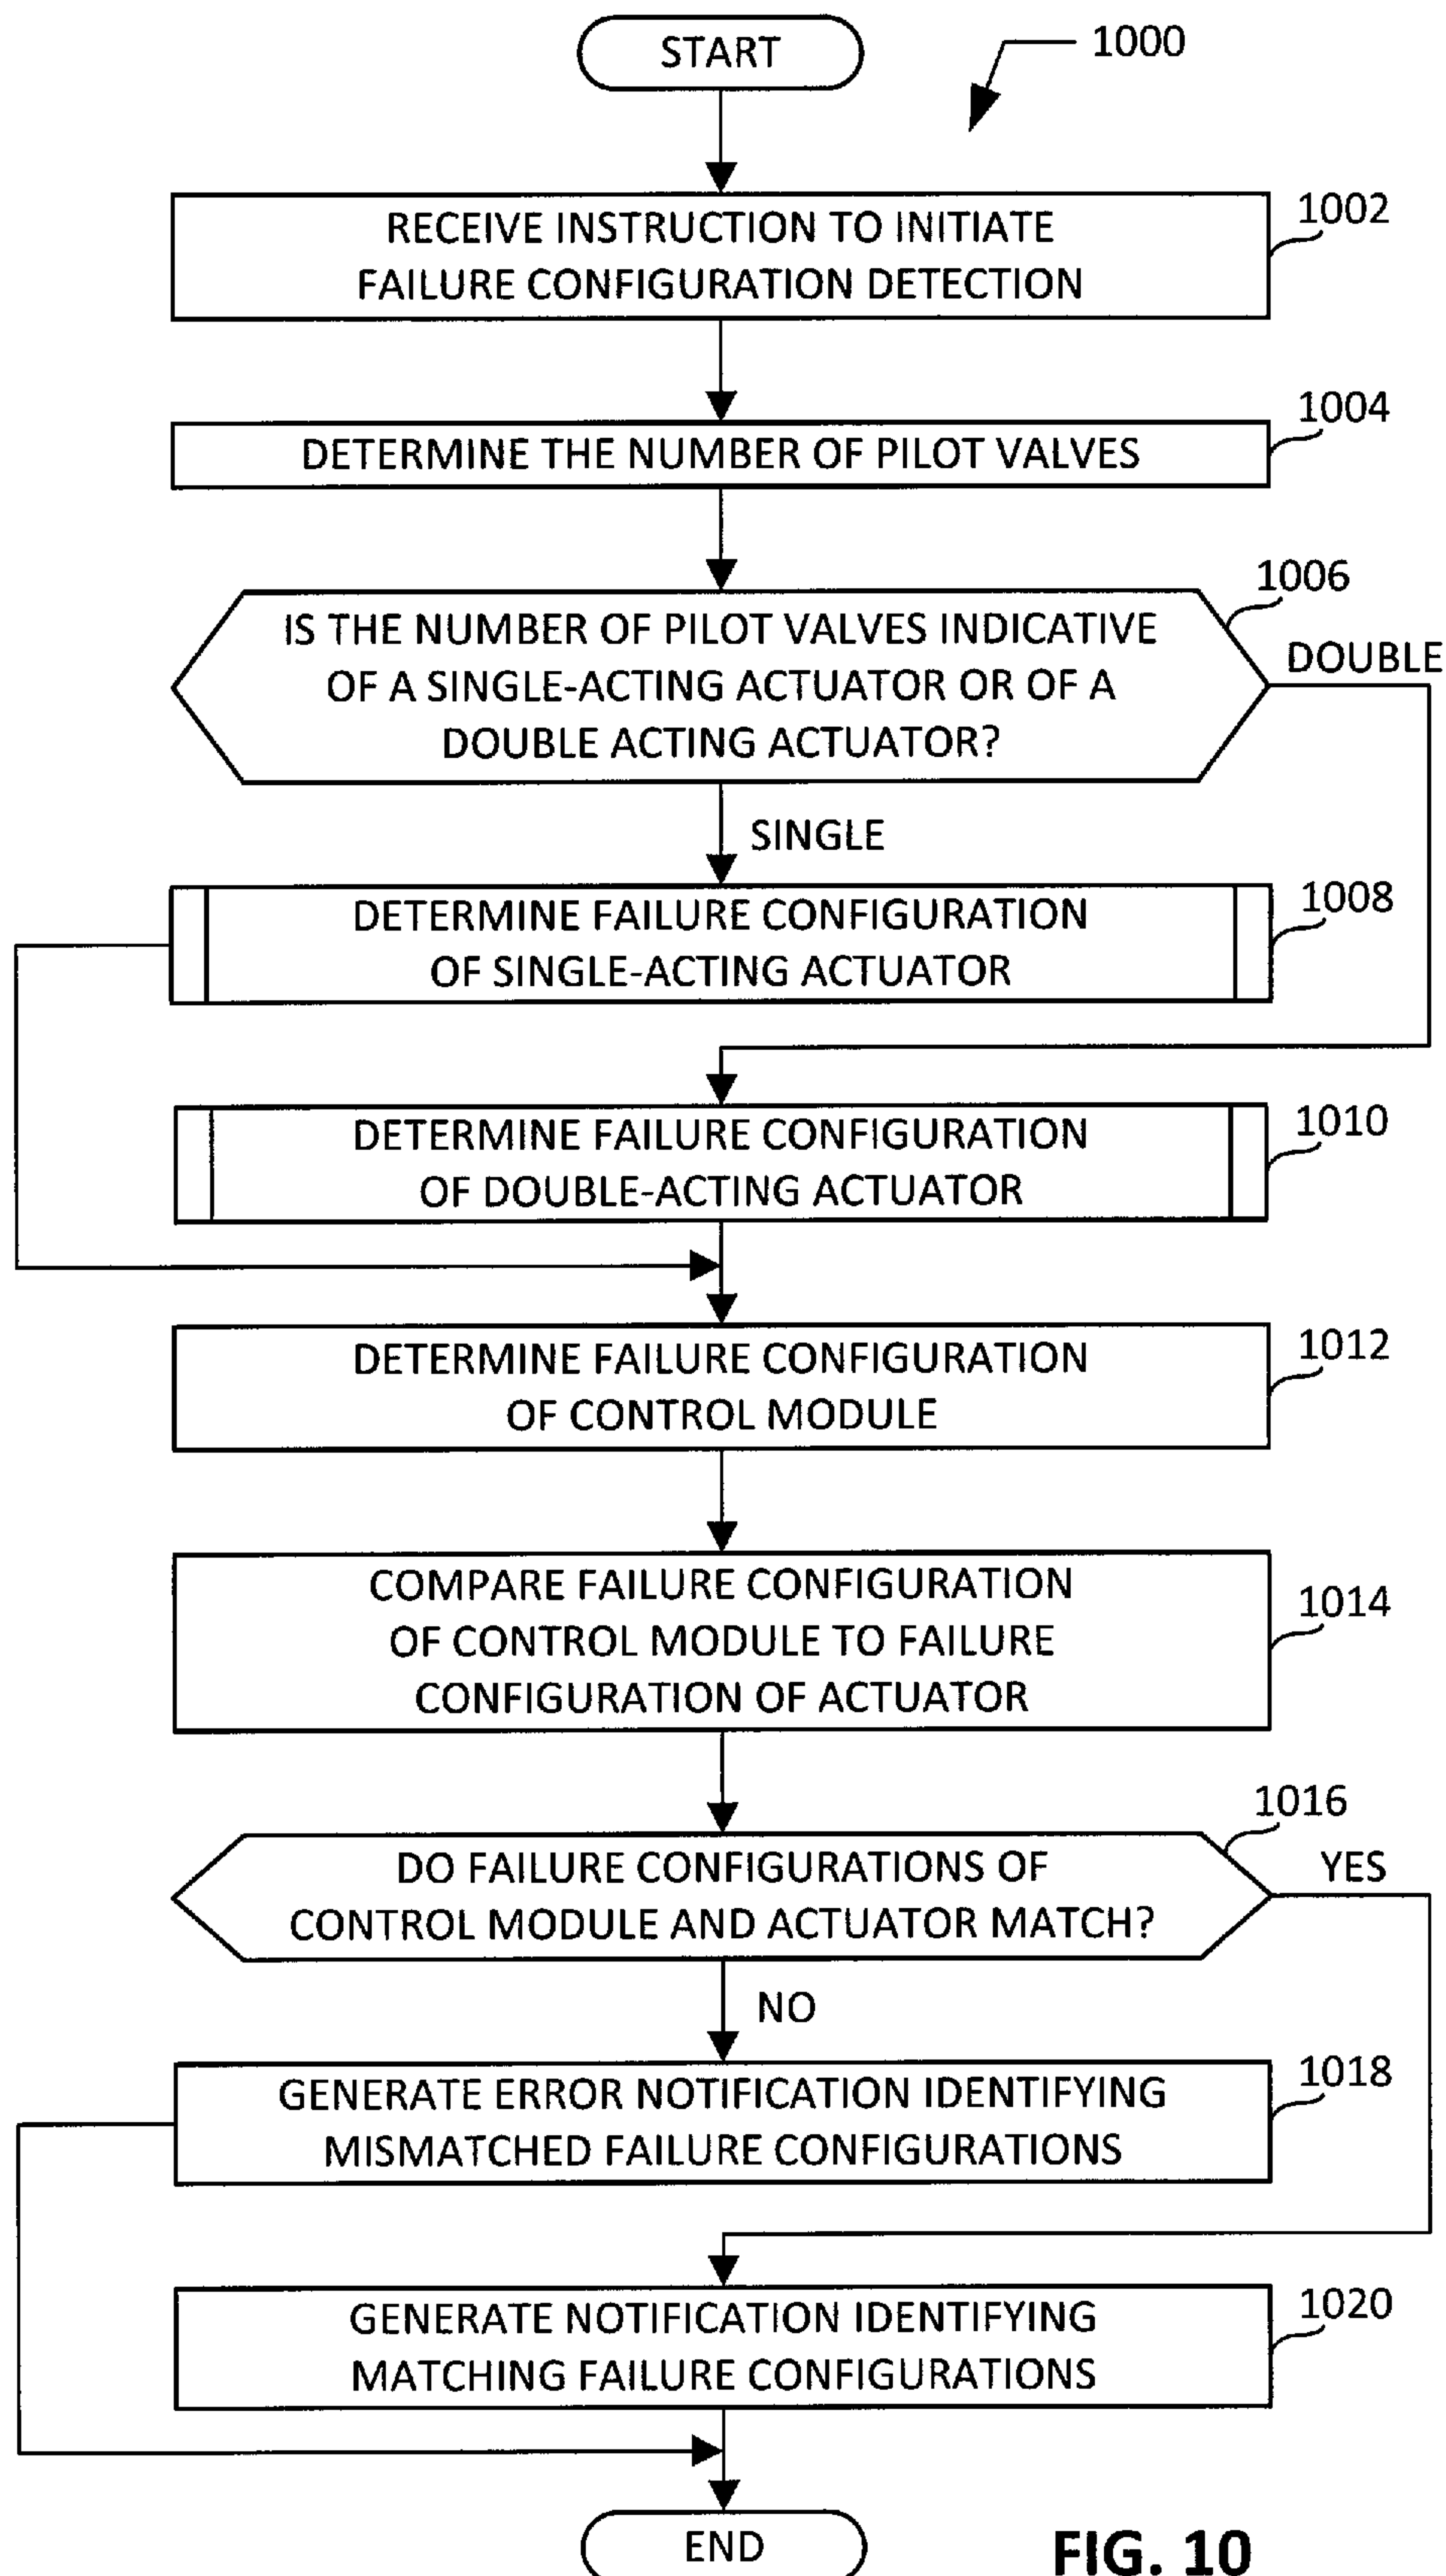 START
1000
RECEIVE INSTRUCTION TO INITIATE
FAILURE CONFIGURATION DETECTION
1002
DETERMINE THE NUMBER OF PILOT VALVES
1004
IS THE NUMBER OF PILOT VALVES INDICATIVE
OF A SINGLE-ACTING ACTUATOR OR OF A
DOUBLE ACTING ACTUATOR?
1006
DOUBLE
SINGLE
DETERMINE FAILURE CONFIGURATION
OF SINGLE-ACTING ACTUATOR
1008
DETERMINE FAILURE CONFIGURATION
OF DOUBLE-ACTING ACTUATOR
1010
DETERMINE FAILURE CONFIGURATION
OF CONTROL MODULE
1012
COMPARE FAILURE CONFIGURATION
OF CONTROL MODULE TO FAILURE
CONFIGURATION OF ACTUATOR
1014
DO FAILURE CONFIGURATIONS OF
CONTROL MODULE AND ACTUATOR MATCH?
1016
YES
NO
GENERATE ERROR NOTIFICATION IDENTIFYING
MISMATCHED FAILURE CONFIGURATIONS
1018
GENERATE NOTIFICATION IDENTIFYING
MATCHING FAILURE CONFIGURATIONS
1020
END
FIG. 10